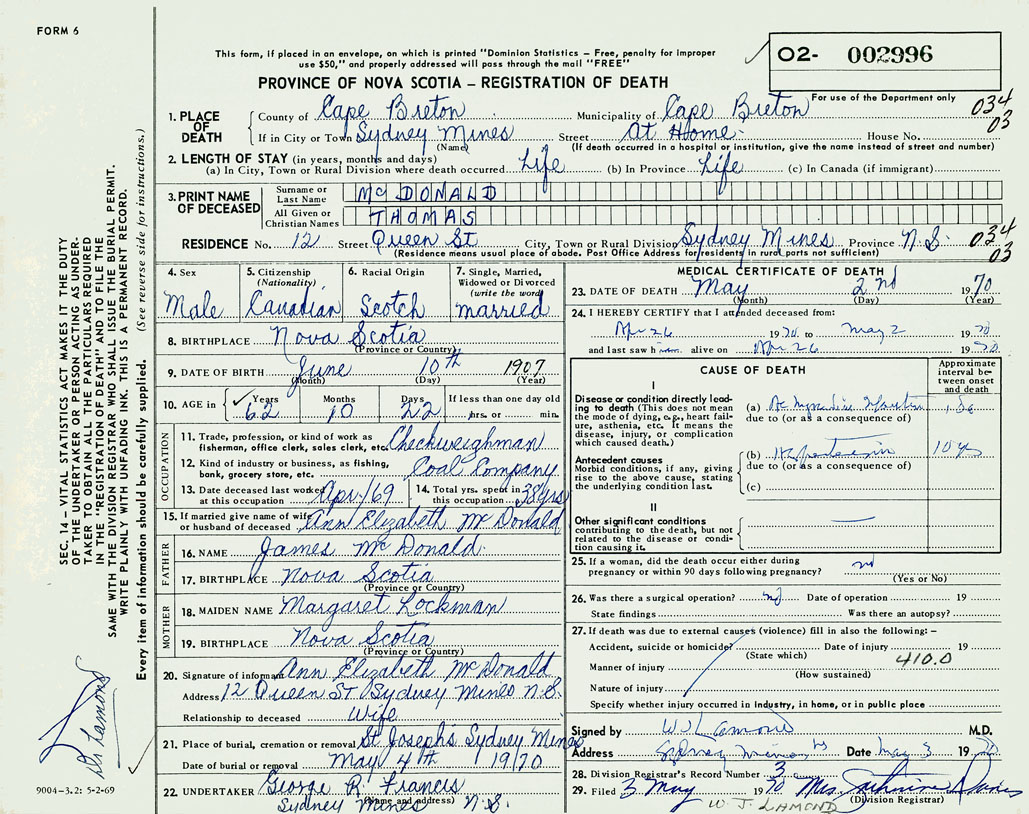 FORM 6
This form, if placed in an envelope, on which is printed "Dominion Statistics – Free, penalty for improper
use $50," and properly addressed will pass through the mail "FREE"
O2- 002996
PROVINCE OF NOVA SCOTIA – REGISTRATION OF DEATH
For use of the Department only
034
03
1. PLACE OF DEATH
County of Cape Breton Municipality of Cape Breton
If in City or Town Sydney Mines Street At Home House No.
(Name) (If death occurred in a hospital or institution, give the name instead of street and number)
2. LENGTH OF STAY (in years, months and days)
(a) In City, Town or Rural Division where death occurred Life (b) In Province Life (c) In Canada (if immigrant)
3. PRINT NAME OF DECEASED
Surname or Last Name McDONALD
All Given or Christian Names THOMAS
RESIDENCE No. 12 Street Queen St City, Town or Rural Division Sydney Mines Province N.S. 034
03
(Residence means usual place of abode. Post Office Address for residents in rural parts not sufficient)
4. Sex
Male
5. Citizenship
(Nationality)
Canadian
6. Racial Origin
Scotch
7. Single, Married,
Widowed or Divorced
(write the word)
married
8. BIRTHPLACE Nova Scotia
(Province or Country)
9. DATE OF BIRTH June 10th 1907
(Month) (Day) (Year)
10. AGE in Years Months Days If less than one day old
62 10 22 hrs. or min.
OCCUPATION
11. Trade, profession, or kind of work as
fisherman, office clerk, sales clerk, etc. Checkweighman
12. Kind of industry or business, as fishing,
bank, grocery store, etc. Coal Company
13. Date deceased last worked
at this occupation Apr/69
14. Total yrs. spent in
this occupation 38 yrs
15. If married give name of wife
or husband of deceased Ann Elizabeth McDonald
FATHER
16. NAME James McDonald
17. BIRTHPLACE Nova Scotia
(Province or Country)
MOTHER
18. MAIDEN NAME Margaret Lockman
19. BIRTHPLACE Nova Scotia
(Province or Country)
20. Signature of informant Ann Elizabeth McDonald
Address 12 Queen ST Sydney Mines N.S.
Relationship to deceased Wife
21. Place of burial, cremation or removal St Joseph's Sydney Mines
Date of burial or removal May 4th 1970
22. UNDERTAKER George R. Francis
(Name and address)
Sydney Mines N.S.
MEDICAL CERTIFICATE OF DEATH
23. DATE OF DEATH May 2nd 1970
(Month) (Day) (Year)
24. I HEREBY CERTIFY that I attended deceased from:
Apr 26 1970 to May 2 1970
and last saw him alive on Apr 26 1970
CAUSE OF DEATH
Approximate
interval between
onset
and death
I
Disease or condition directly leading
to death (This does not mean
the mode of dying, e.g., heart failure,
asthenia, etc. It means the
disease, injury, or complication
which caused death.)
(a)
due to (or as a consequence of)
Antecedent causes
Morbid conditions, if any, giving
rise to the above cause, stating
the underlying condition last.
(b) Hypertension
due to (or as a consequence of)
(c)
II
Other significant conditions
contributing to the death, but not
related to the disease or condition
causing it.
25. If a woman, did the death occur either during
pregnancy or within 90 days following pregnancy?
(Yes or No)
26. Was there a surgical operation? Date of operation 19
State findings Was there an autopsy?
27. If death was due to external causes (violence) fill in also the following: –
Accident, suicide or homicide? Date of injury 19
(State which)
410.0
Manner of injury
(How sustained)
Nature of injury
Specify whether injury occurred in industry, in home, or in public place
Signed by W J Lamond M.D.
Address Sydney Mines NS Date May 3 1970
28. Division Registrar's Record Number 3
29. Filed 3 May 1970 Mrs. Davis
(Division Registrar)
W. J. LAMOND
SEC. 14 – VITAL STATISTICS ACT MAKES IT THE DUTY
OF THE UNDERTAKER OR PERSON ACTING AS UNDERTAKER
TO OBTAIN ALL THE PARTICULARS REQUIRED
IN THE "REGISTRATION OF DEATH" AND TO FILE THE
SAME WITH THE DIVISION REGISTRAR WHO SHALL ISSUE THE BURIAL PERMIT.
WRITE PLAINLY WITH UNFADING INK. THIS IS A PERMANENT RECORD.
Every item of information should be carefully supplied. (See reverse side for instructions.)
Dr Lamond
9004-3.2: 5-2-69